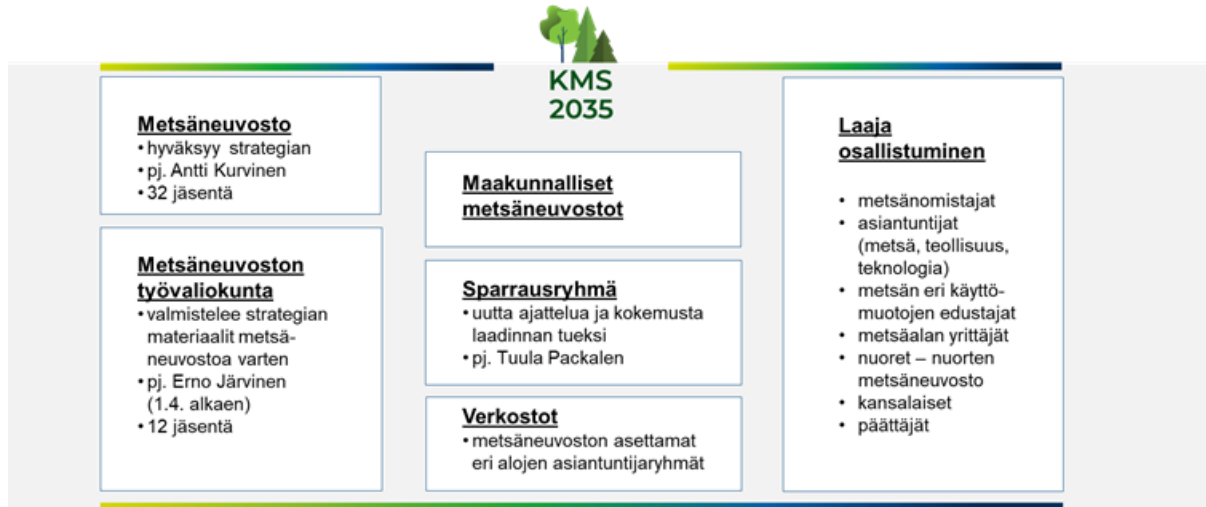 KMS
2035
Metsäneuvosto
• hyväksyy strategian
• pj. Antti Kurvinen
• 32 jäsentä
Metsäneuvoston
työvaliokunta
• valmistelee strategian
materiaalit metsä-
neuvostoa varten
• pj. Erno Järvinen
(1.4. alkaen)
• 12 jäsentä
Maakunnalliset
metsäneuvostot
Sparrausryhmä
• uutta ajattelua ja kokemusta
laadinnan tueksi
• pj. Tuula Packalen
Verkostot
• metsäneuvoston asettamat
eri alojen asiantuntijaryhmät
Laaja
osallistuminen
• metsänomistajat
• asiantuntijat
(metsä, teollisuus,
teknologia)
• metsän eri käyttö-
muotojen edustajat
• metsäalan yrittäjät
• nuoret – nuorten
metsäneuvosto
• kansalaiset
• päättäjät